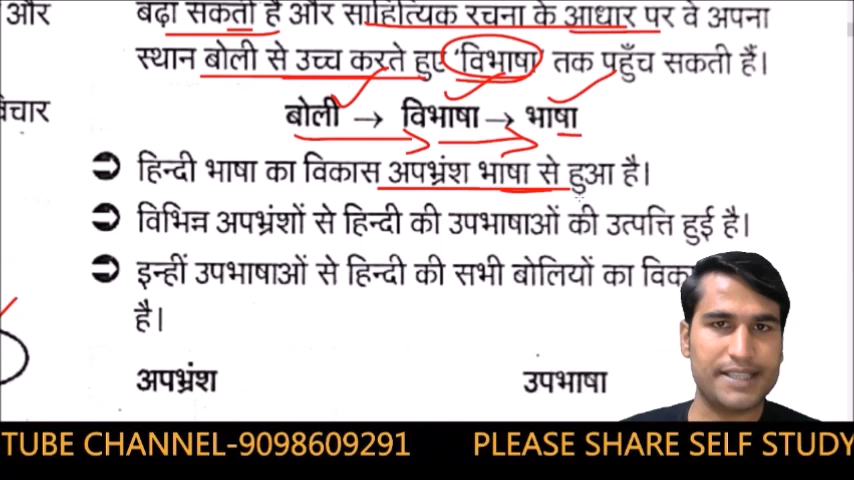 और
बढ़ा सकती है और साहित्यिक रचना के आधार पर वे अपना
स्थान बोली से उच्च करते हुए 'विभाषा' तक पहुँच सकती हैं।
वेचार
बोली → विभाषा → भाषा
⮊ हिन्दी भाषा का विकास अपभ्रंश भाषा से हुआ है।
⮊ विभिन्न अपभ्रंशों से हिन्दी की उपभाषाओं की उत्पत्ति हुई है।
⮊ इन्हीं उपभाषाओं से हिन्दी की सभी बोलियों का
है।
अपभ्रंश उपभाषा
TUBE CHANNEL-9098609291 PLEASE SHARE SELF STUDY